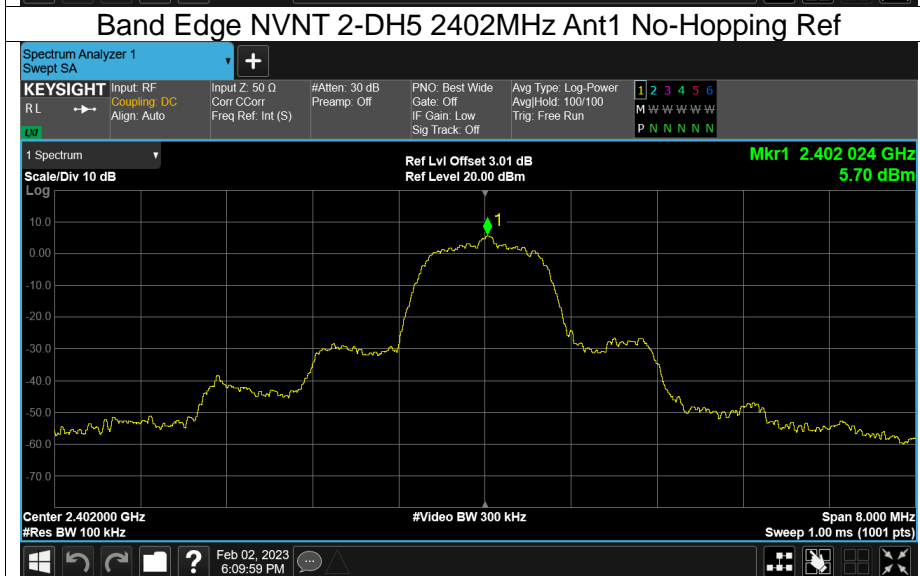 Band Edge NVNT 2-DH5 2402MHz Ant1 No-Hopping Ref
Spectrum Analyzer 1
Swept SA
+
KEYSIGHT Input: RF Input Z: 50 Ω #Atten: 30 dB PNO: Best Wide Avg Type: Log-Power 1 2 3 4 5 6
R L Coupling: DC Corr CCorr Preamp: Off Gate: Off Avg|Hold: 100/100 M W W W W W
Align: Auto Freq Ref: Int (S) IF Gain: Low Trig: Free Run
LXI Sig Track: Off P N N N N N
1 Spectrum Ref Lvl Offset 3.01 dB Mkr1 2.402 024 GHz
Scale/Div 10 dB Ref Level 20.00 dBm 5.70 dBm
Log
10.0
1
0.00
-10.0
-20.0
-30.0
-40.0
-50.0
-60.0
-70.0
Center 2.402000 GHz #Video BW 300 kHz Span 8.000 MHz
#Res BW 100 kHz Sweep 1.00 ms (1001 pts)
? Feb 02, 2023
6:09:59 PM